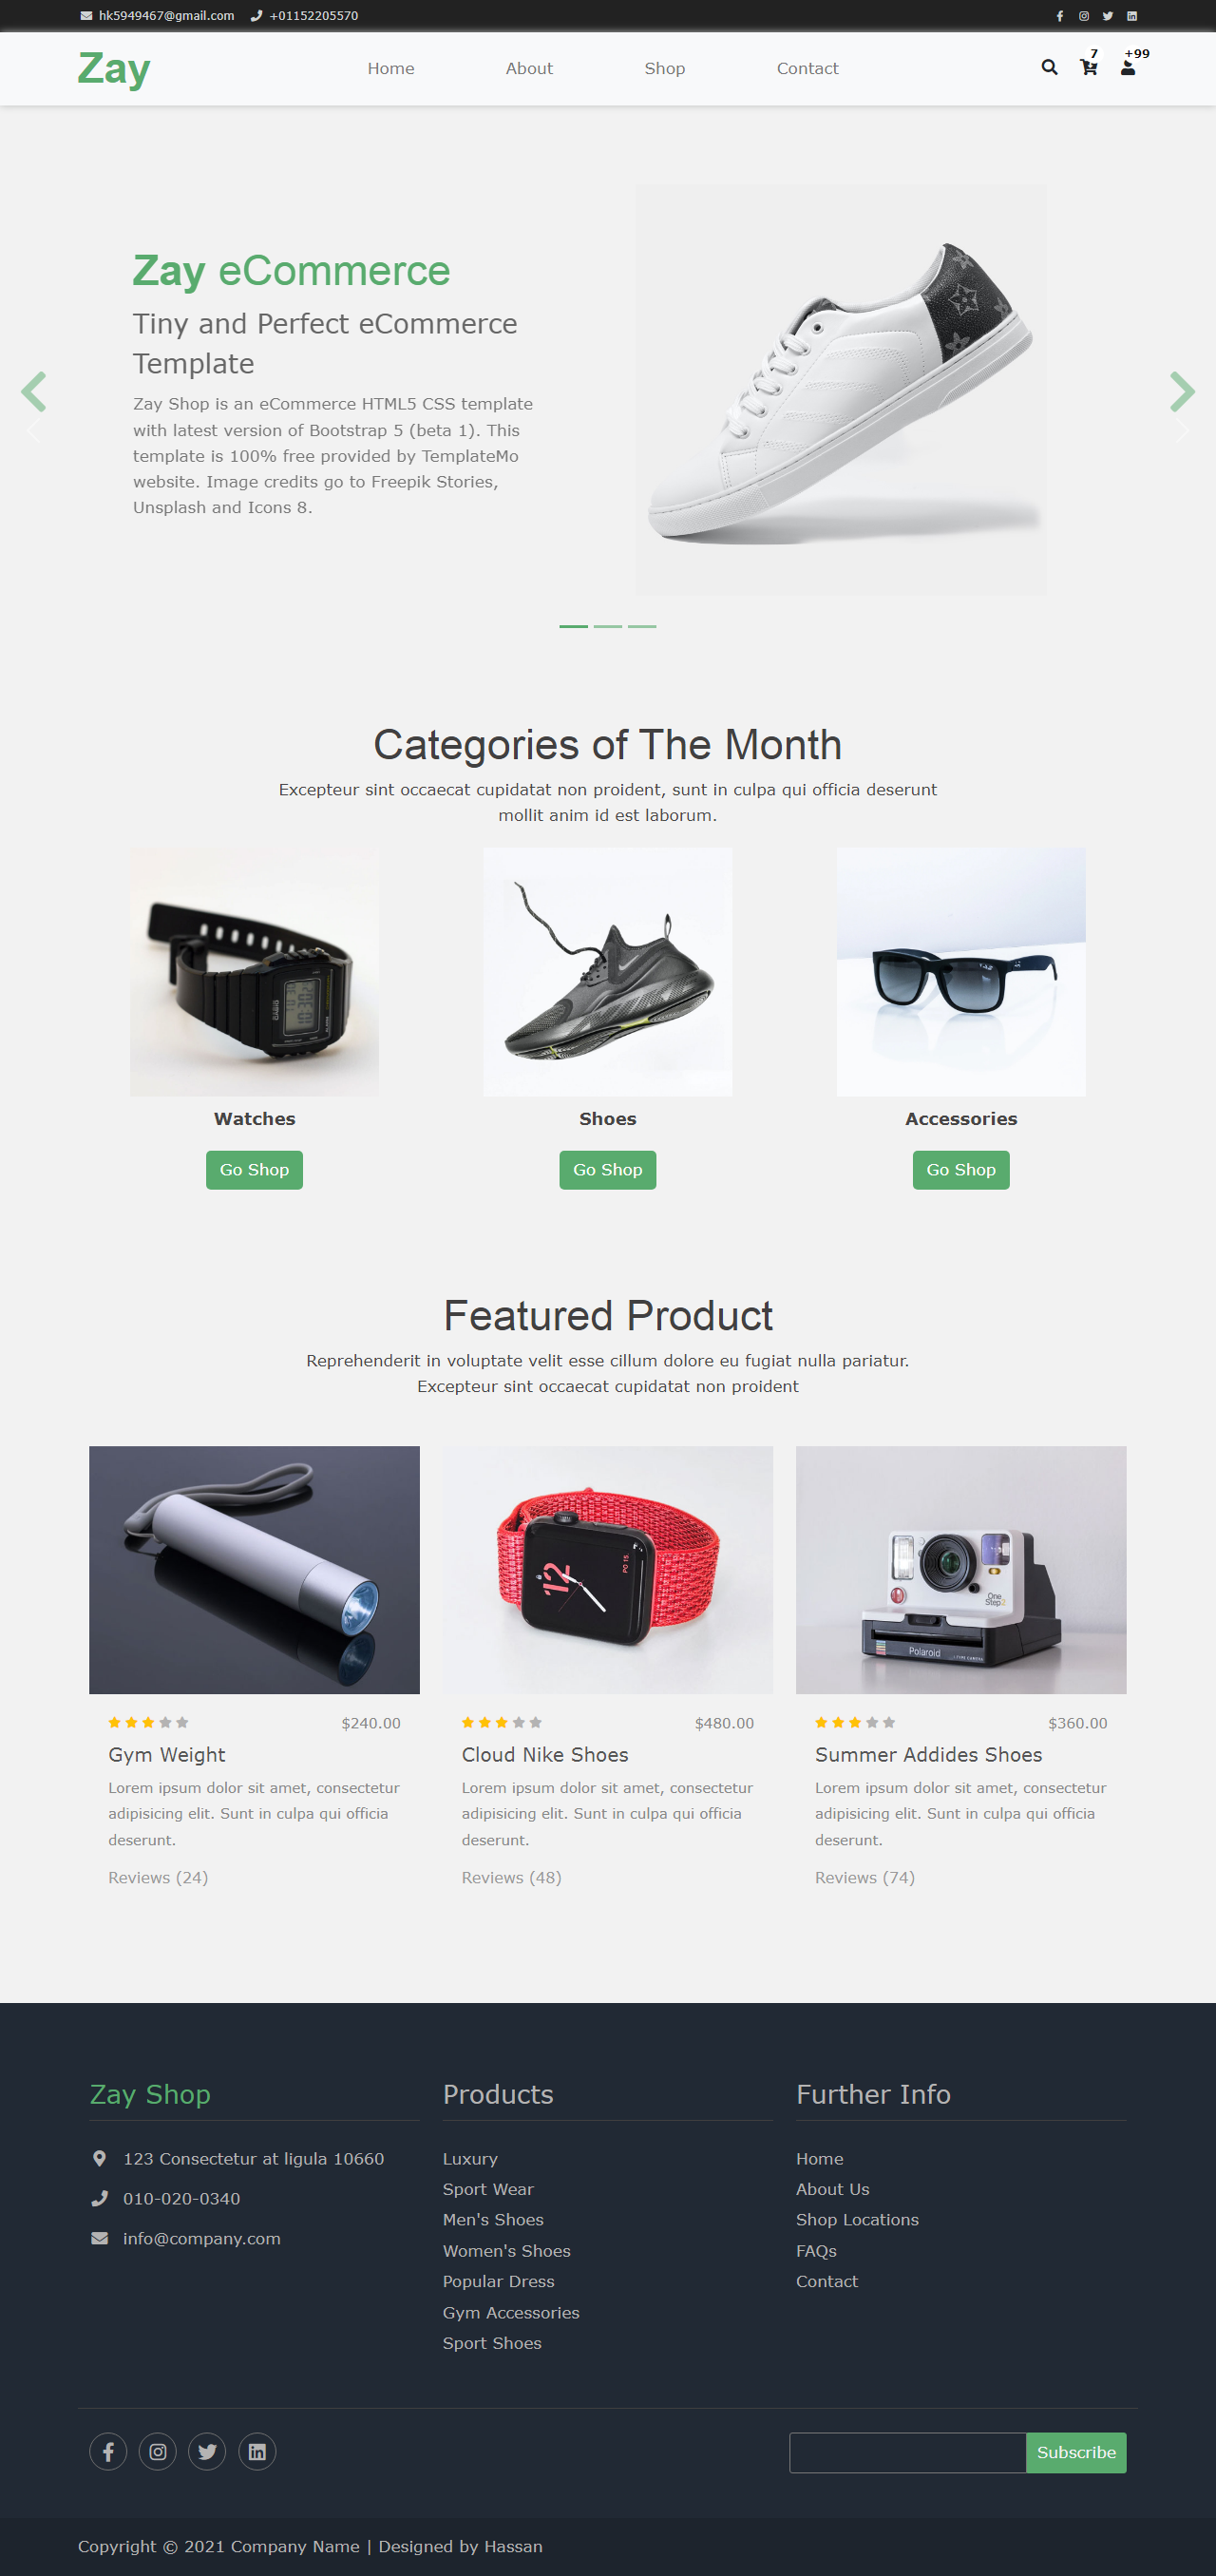 hk5949467@gmail.com +01152205570
Zay Home About Shop Contact 7 +99
Zay eCommerce
Tiny and Perfect eCommerce
Template
Zay Shop is an eCommerce HTML5 CSS template
with latest version of Bootstrap 5 (beta 1). This
template is 100% free provided by TemplateMo
website. Image credits go to Freepik Stories,
Unsplash and Icons 8.
Categories of The Month
Excepteur sint occaecat cupidatat non proident, sunt in culpa qui officia deserunt
mollit anim id est laborum.
Watches Shoes Accessories
Go Shop Go Shop Go Shop
Featured Product
Reprehenderit in voluptate velit esse cillum dolore eu fugiat nulla pariatur.
Excepteur sint occaecat cupidatat non proident
12
PO 15
One
Step2
Polaroid
$240.00
Gym Weight
Lorem ipsum dolor sit amet, consectetur
adipisicing elit. Sunt in culpa qui officia
deserunt.
Reviews (24)
$480.00
Cloud Nike Shoes
Lorem ipsum dolor sit amet, consectetur
adipisicing elit. Sunt in culpa qui officia
deserunt.
Reviews (48)
$360.00
Summer Addides Shoes
Lorem ipsum dolor sit amet, consectetur
adipisicing elit. Sunt in culpa qui officia
deserunt.
Reviews (74)
Zay Shop
123 Consectetur at ligula 10660
010-020-0340
info@company.com
Products
Luxury
Sport Wear
Men's Shoes
Women's Shoes
Popular Dress
Gym Accessories
Sport Shoes
Further Info
Home
About Us
Shop Locations
FAQs
Contact
Subscribe
Copyright © 2021 Company Name | Designed by Hassan